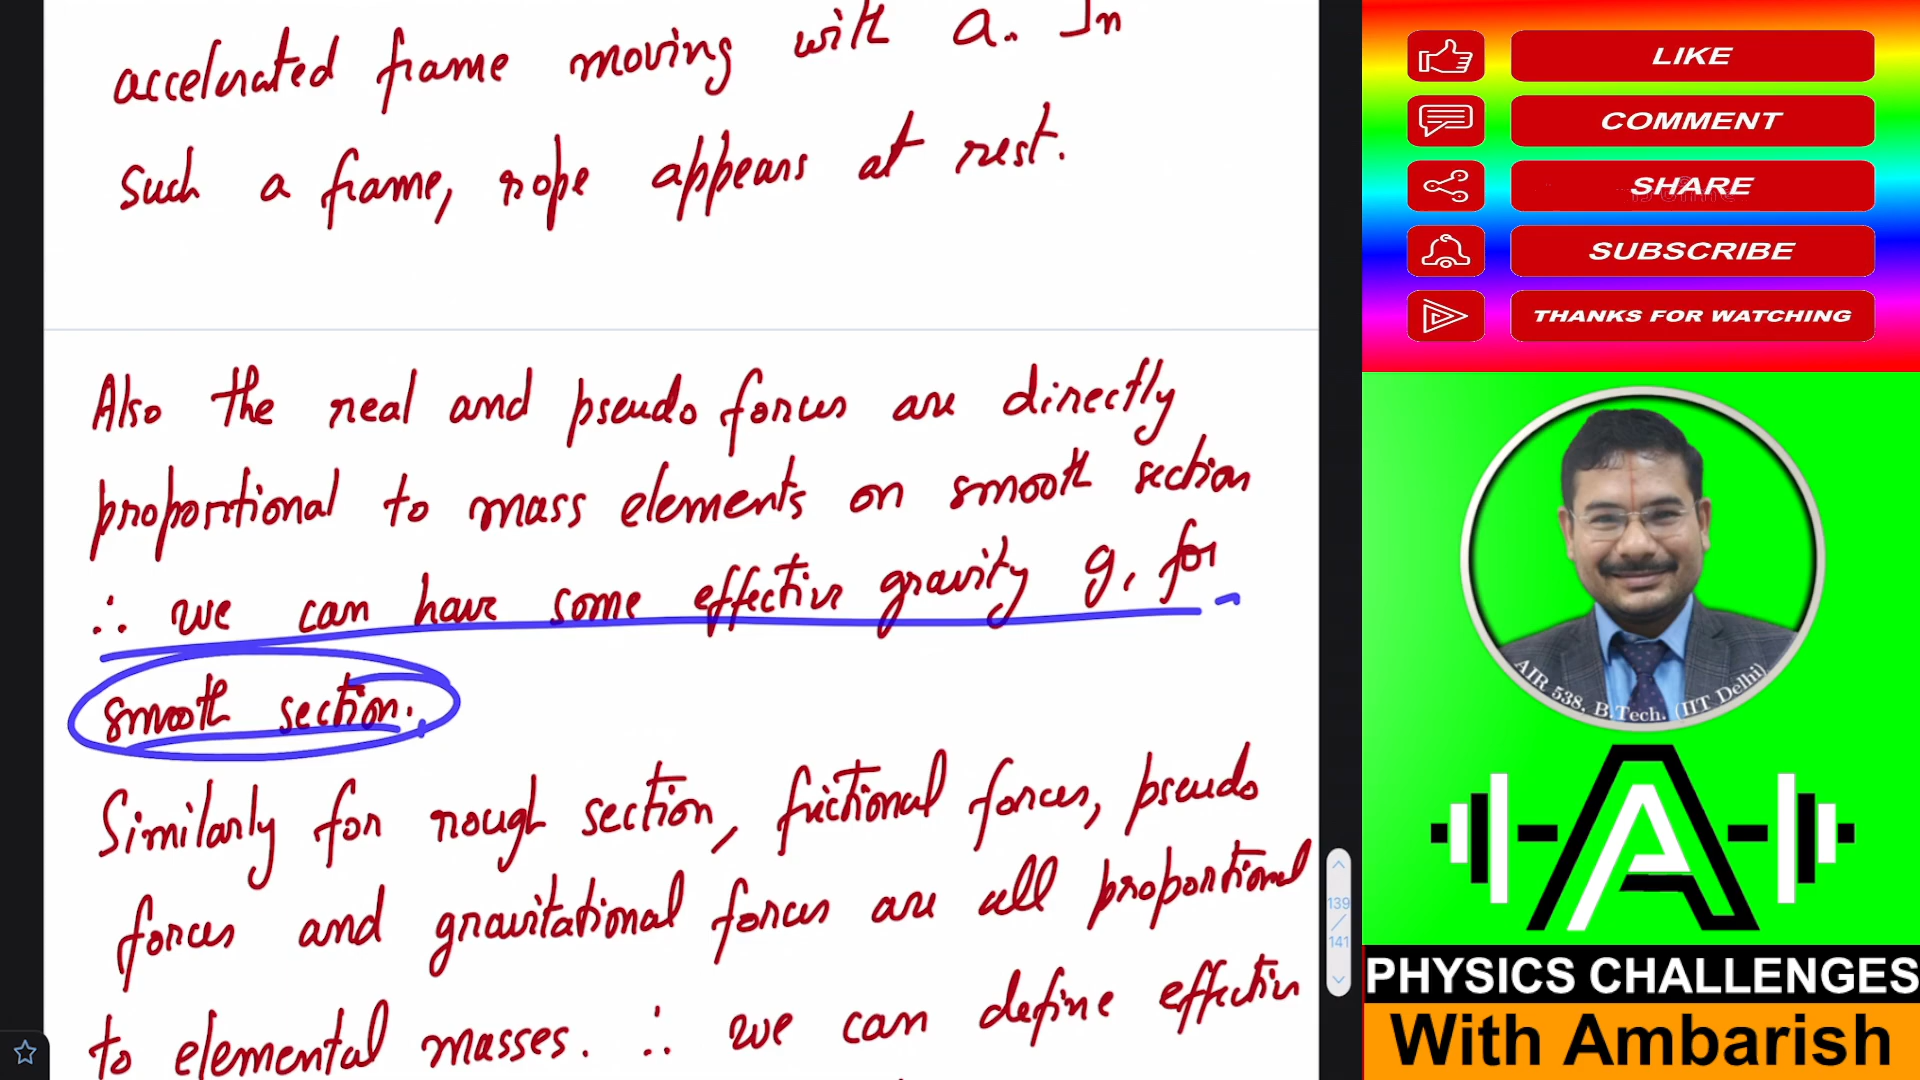 accelerated frame moving with a. In
such a frame, rope appears at rest.
Also the real and pseudo forces are directly
proportional to mass elements on smooth section
∴ we can have some effective gravity g, for
smooth section.
Similarly for rough section, frictional forces, pseudo
forces and gravitational forces are all proportional
to elemental masses. ∴ we can define effective
139
/
141
LIKE
COMMENT
SHARE
SUBSCRIBE
THANKS FOR WATCHING
AIR 538, B.Tech. (IIT Delhi)
A
PHYSICS CHALLENGES
With Ambarish